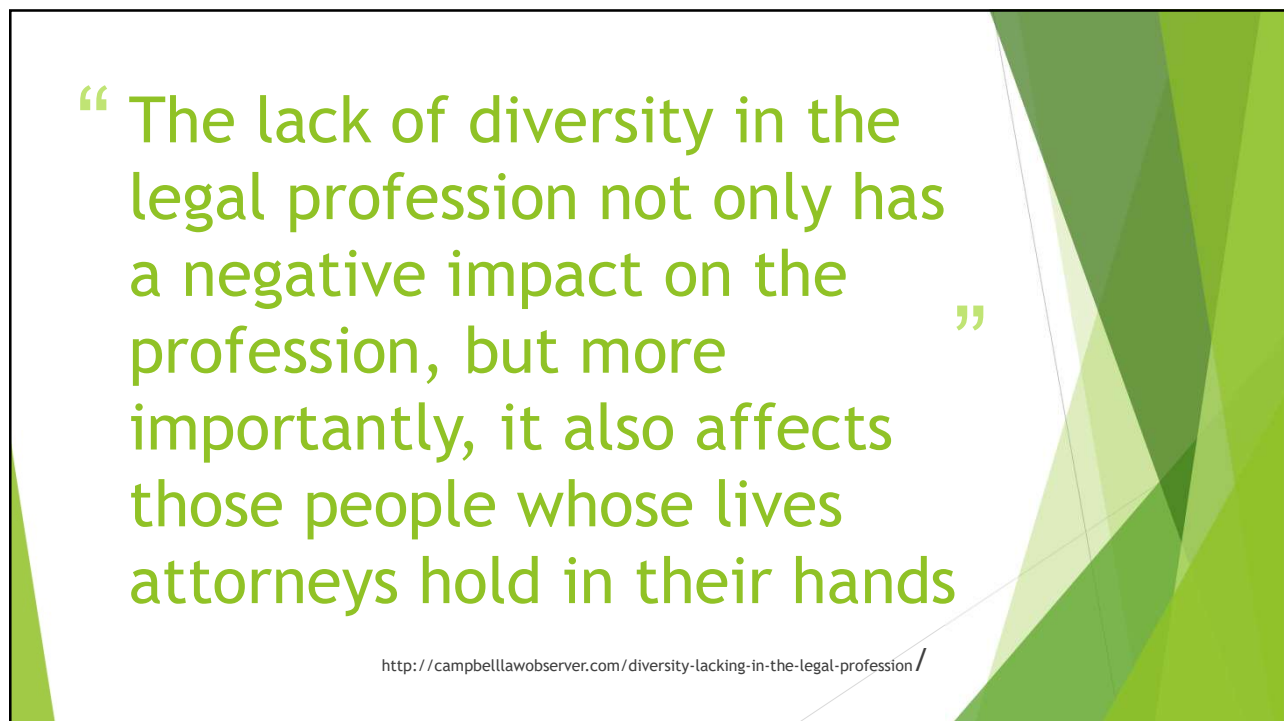 “ The lack of diversity in the
legal profession not only has
a negative impact on the
profession, but more ”
importantly, it also affects
those people whose lives
attorneys hold in their hands
http://campbelllawobserver.com/diversity-lacking-in-the-legal-profession/